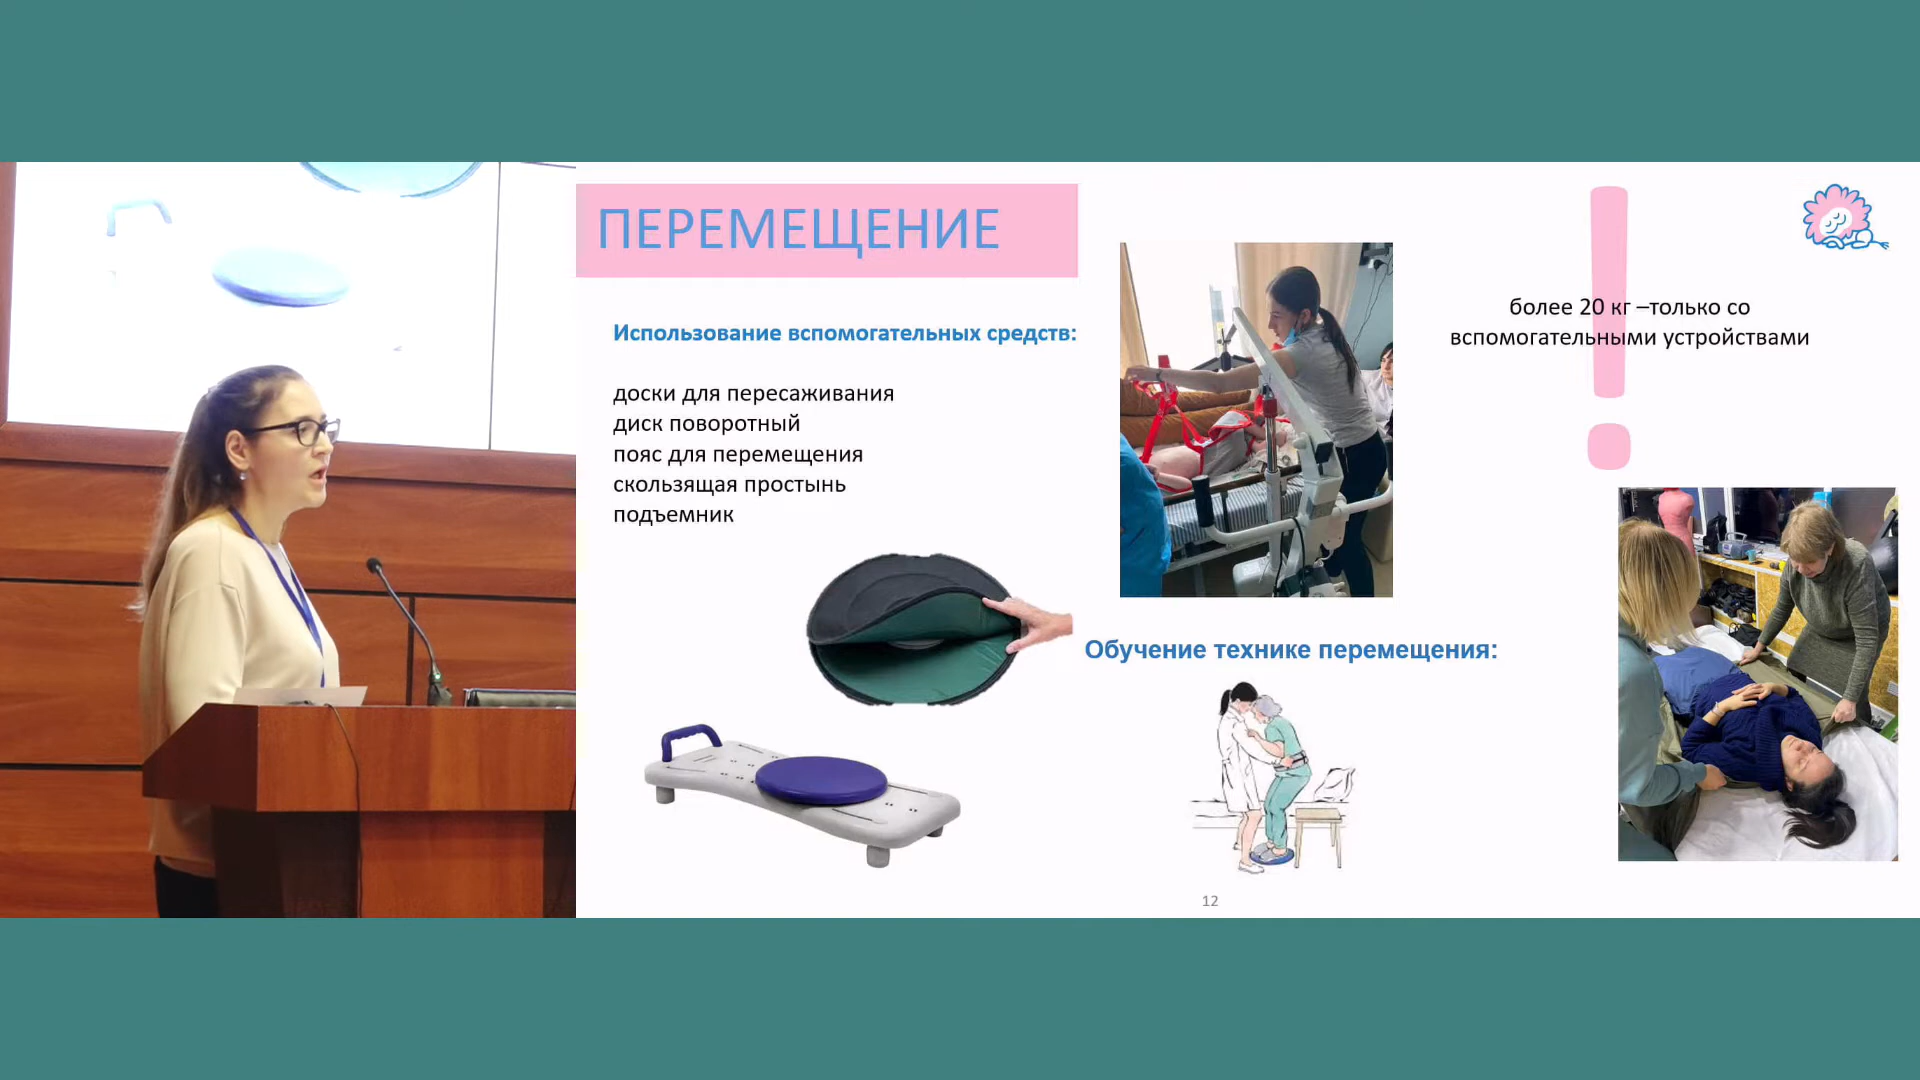 ПЕРЕМЕЩЕНИЕ
Использование вспомогательных средств:
доски для пересаживания
диск поворотный
пояс для перемещения
скользящая простынь
подъемник
более 20 кг –только со
вспомогательными устройствами
Обучение технике перемещения:
12